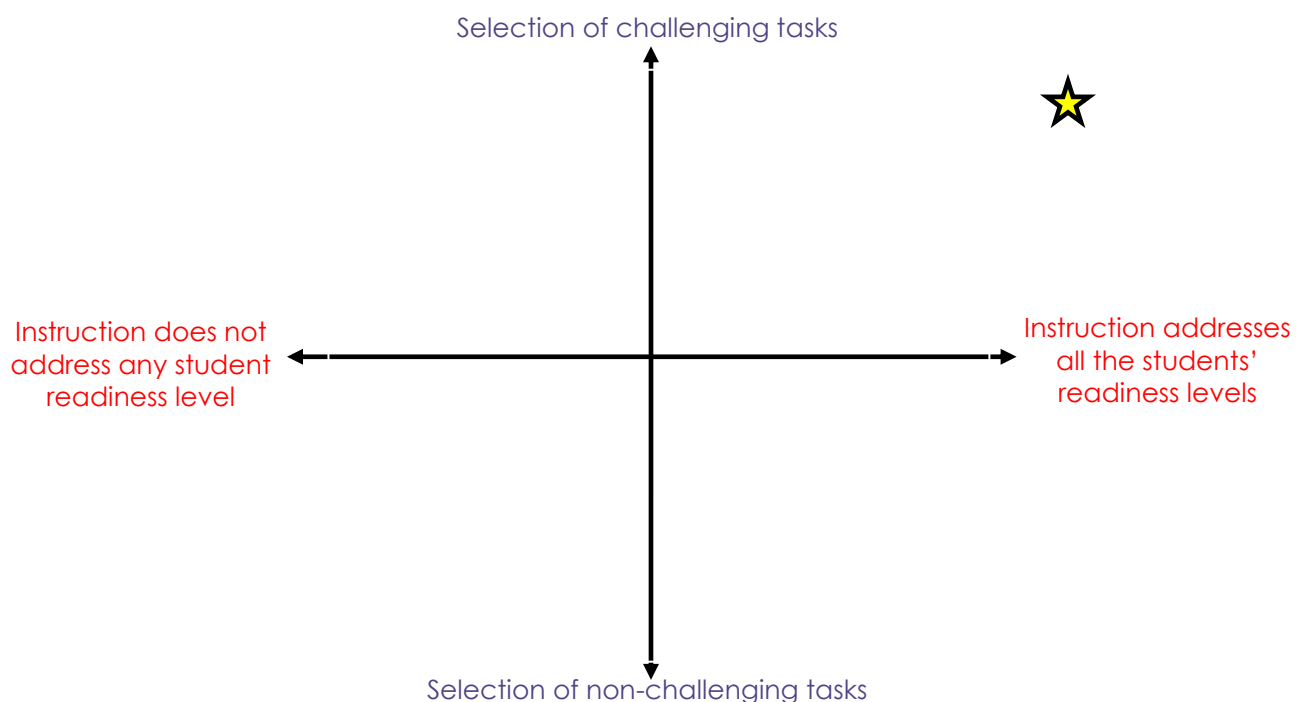 Selection of challenging tasks
Instruction does not
address any student
readiness level
Instruction addresses
all the students’
readiness levels
Selection of non-challenging tasks